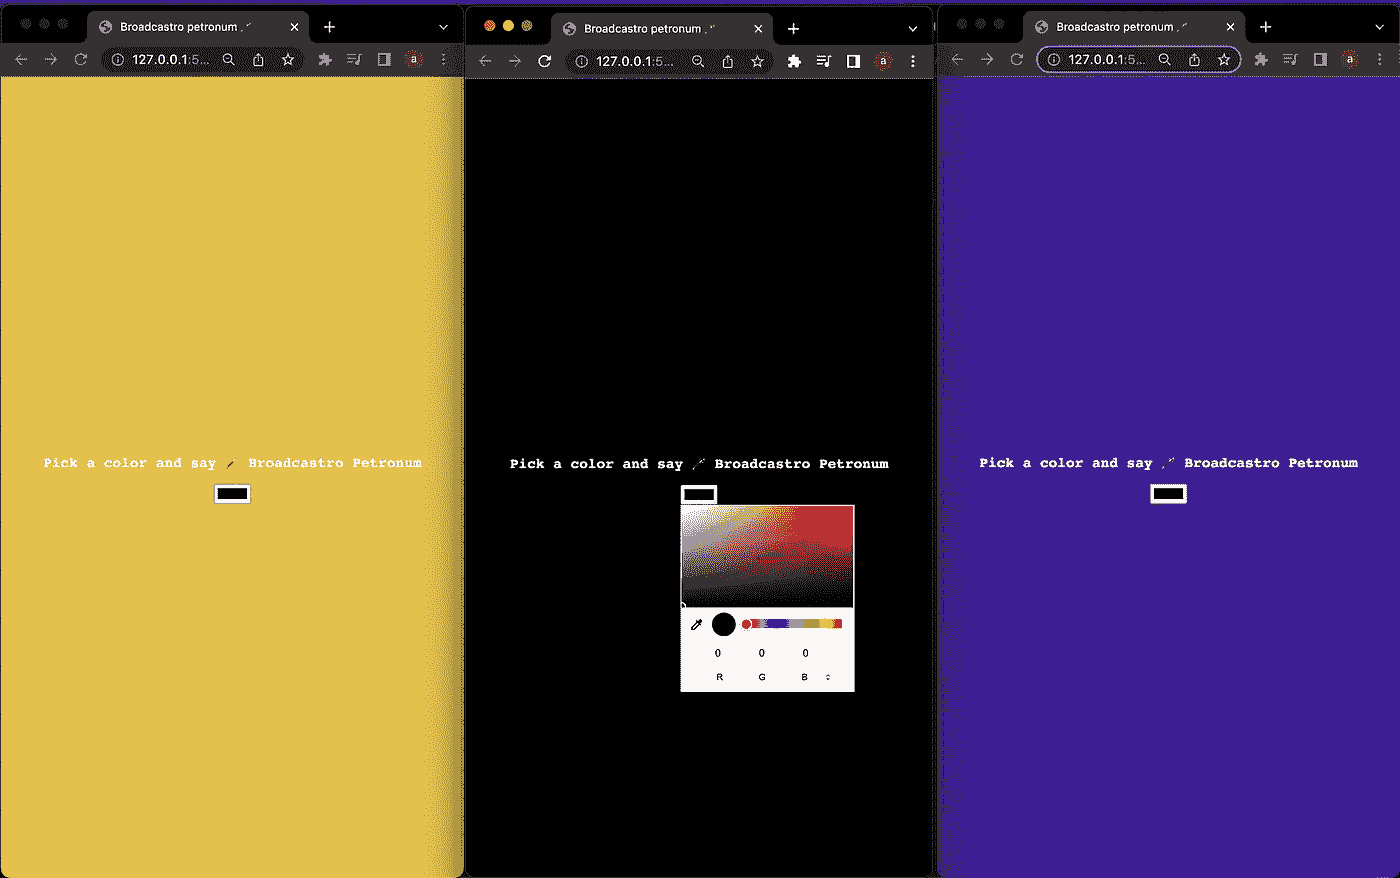 Broadcastro petronum
127.0.0.1:5...
a
Pick a color and say 🪄 Broadcastro Petronum
Broadcastro petronum
127.0.0.1:5...
a
Pick a color and say 🪄 Broadcastro Petronum
0 0 0
R G B
Broadcastro petronum
127.0.0.1:5...
a
Pick a color and say 🪄 Broadcastro Petronum